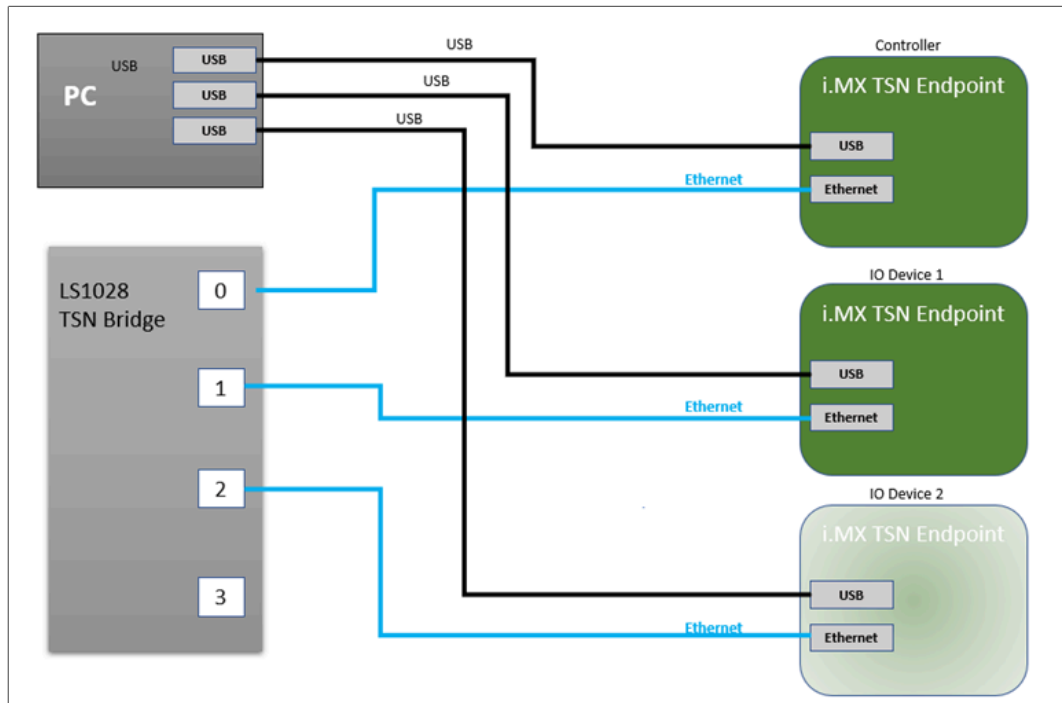 USB
PC
USB
USB
USB
USB
USB
USB
LS1028
TSN Bridge
0
1
2
3
Controller
i.MX TSN Endpoint
USB
Ethernet
Ethernet
IO Device 1
i.MX TSN Endpoint
USB
Ethernet
Ethernet
IO Device 2
i.MX TSN Endpoint
USB
Ethernet
Ethernet